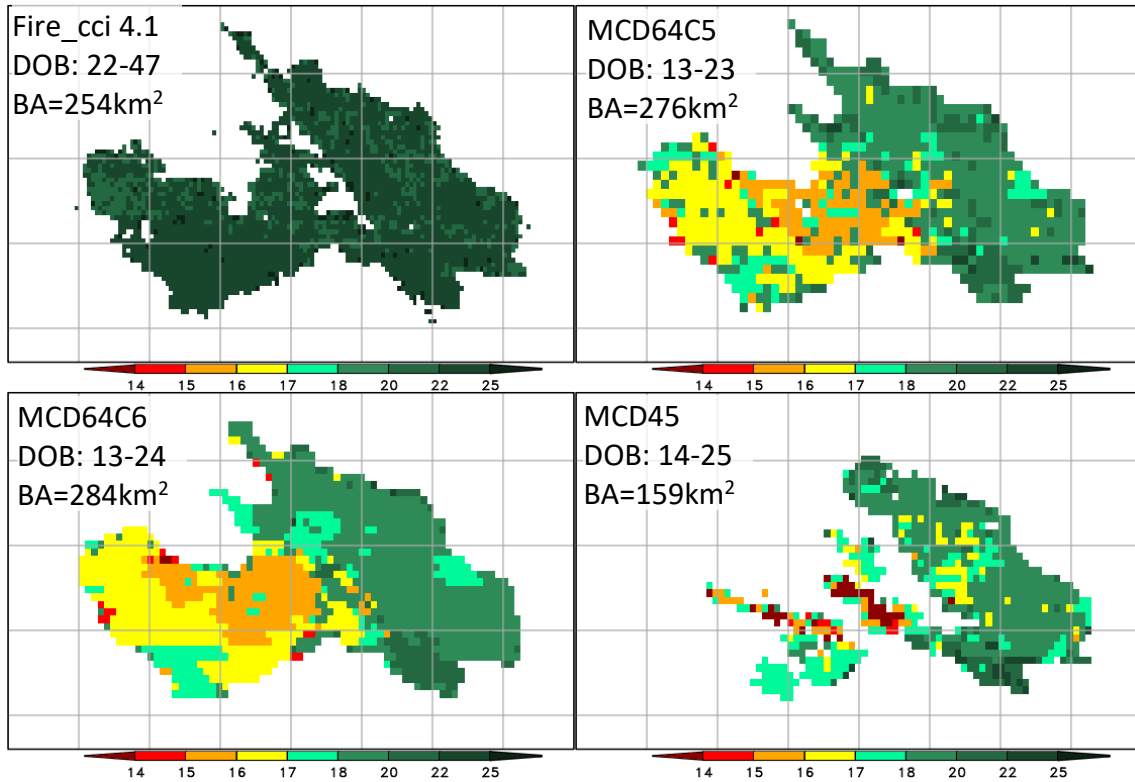 Fire_cci 4.1
DOB: 22-47
BA=254km²
14 15 16 17 18 20 22 25
MCD64C5
DOB: 13-23
BA=276km²
14 15 16 17 18 20 22 25
MCD64C6
DOB: 13-24
BA=284km²
14 15 16 17 18 20 22 25
MCD45
DOB: 14-25
BA=159km²
14 15 16 17 18 20 22 25